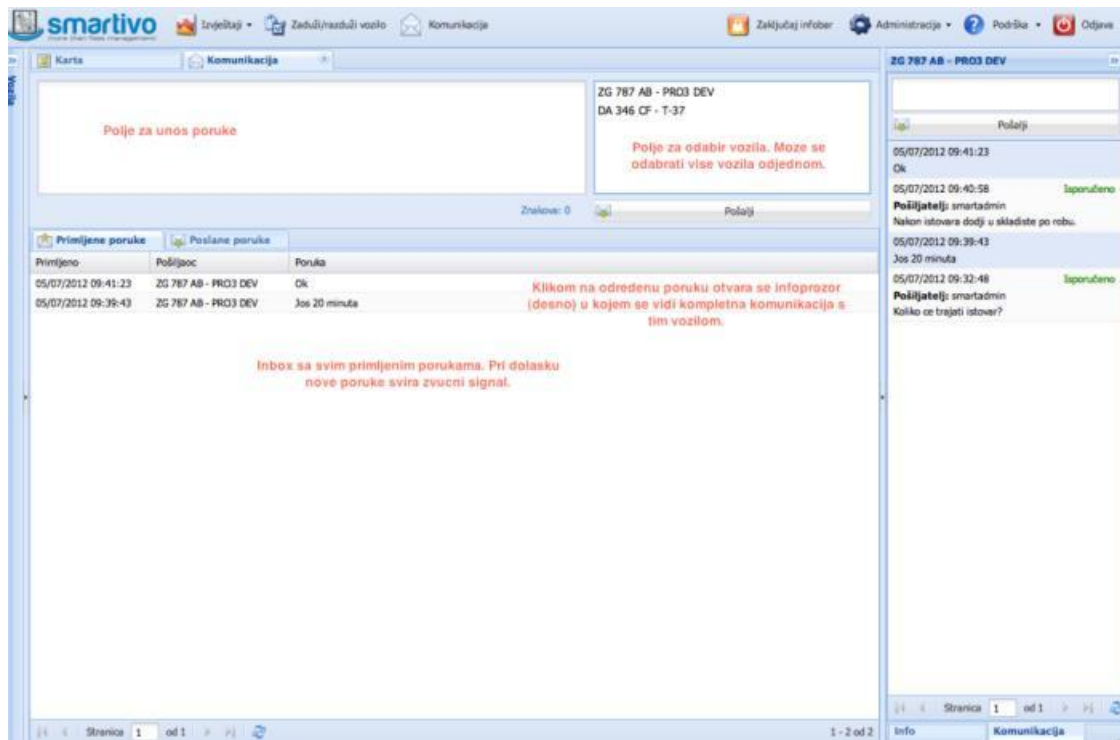 smartivo
more than fleet management
Izvještaji
Zaduži/razduži vozilo
Komunikacija
Zaključaj infobar
Administracija
Podrška
Odjava
Vozila
Karta
Komunikacija
Polje za unos poruke
ZG 787 AB - PRO3 DEV
DA 346 CF - T-37
Polje za odabir vozila. Moze se
odabrati vise vozila odjednom.
Znakova: 0
Pošalji
Primljene poruke
Poslane poruke
Primljeno Pošiljaoc Poruka
05/07/2012 09:41:23 ZG 787 AB - PRO3 DEV Ok
05/07/2012 09:39:43 ZG 787 AB - PRO3 DEV Jos 20 minuta
Klikom na odredenu poruku otvara se infoprozor
(desno) u kojem se vidi kompletna komunikacija s
tim vozilom.
Inbox sa svim primljenim porukama. Pri dolasku
nove poruke svira zvucni signal.
Stranica 1 od 1
1 - 2 od 2
ZG 787 AB - PRO3 DEV
Pošalji
05/07/2012 09:41:23
Ok
05/07/2012 09:40:58 Isporučeno
Pošiljatelj: smartadmin
Nakon istovara dodji u skladiste po robu.
05/07/2012 09:39:43
Jos 20 minuta
05/07/2012 09:32:48 Isporučeno
Pošiljatelj: smartadmin
Koliko ce trajati istovar?
Stranica 1 od 1
Info
Komunikacija